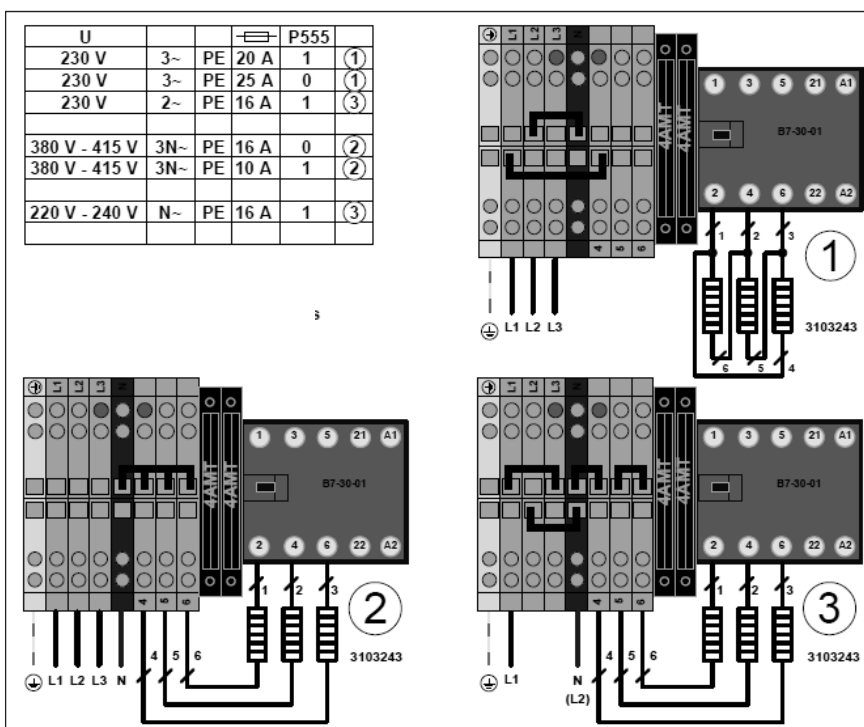 U P555
230 V 3~ PE 20 A 1 ①
230 V 3~ PE 25 A 0 ①
230 V 2~ PE 16 A 1 ③
380 V - 415 V 3N~ PE 16 A 0 ②
380 V - 415 V 3N~ PE 10 A 1 ②
220 V - 240 V N~ PE 16 A 1 ③
s
L1 L2 L3 N
4AMT 4AMT
1 3 5 21 A1
B7-30-01
2 4 6 22 A2
4 5 6
1 2 3
1
L1 L2 L3
3103243
6 5 4
L1 L2 L3 N
4AMT 4AMT
1 3 5 21 A1
B7-30-01
2 4 6 22 A2
4 5 6
1 2 3
2
4 5 6
3103243
L1 L2 L3 N
L1 L2 L3 N
4AMT 4AMT
1 3 5 21 A1
B7-30-01
2 4 6 22 A2
4 5 6
1 2 3
3
4 5 6
3103243
L1 N
(L2)